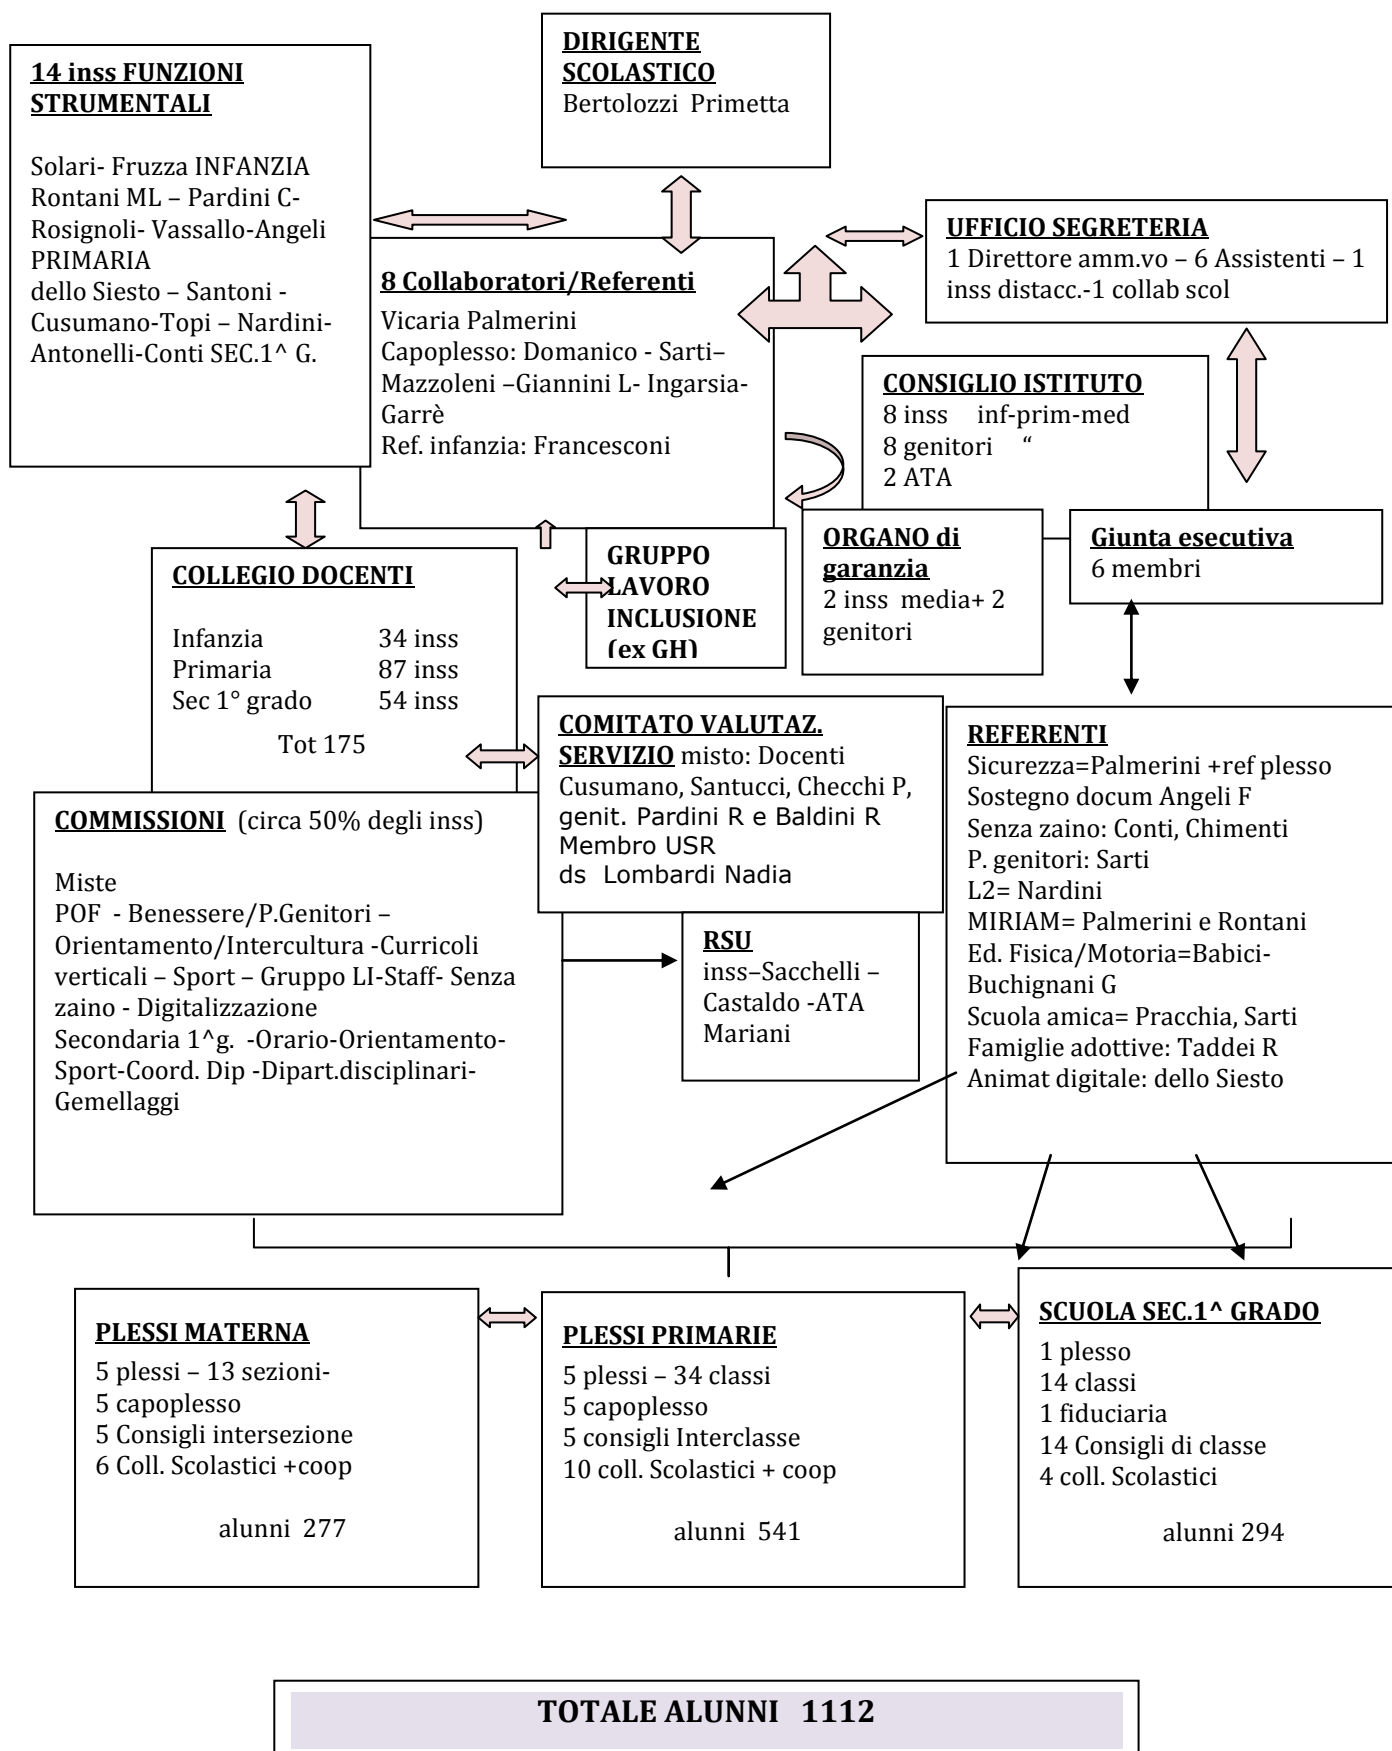 DIRIGENTE
SCOLASTICO
Bertolozzi Primetta
14 inss FUNZIONI
STRUMENTALI
Solari- Fruzza INFANZIA
Rontani ML – Pardini C-
Rosignoli- Vassallo-Angeli
PRIMARIA
dello Siesto – Santoni -
Cusumano-Topi – Nardini-
Antonelli-Conti SEC.1^ G.
8 Collaboratori/Referenti
Vicaria Palmerini
Capoplesso: Domanico - Sarti–
Mazzoleni –Giannini L- Ingarsia-
Garrè
Ref. infanzia: Francesconi
UFFICIO SEGRETERIA
1 Direttore amm.vo – 6 Assistenti – 1
inss distacc.-1 collab scol
CONSIGLIO ISTITUTO
8 inss inf-prim-med
8 genitori “
2 ATA
ORGANO di
garanzia
2 inss media+ 2
genitori
Giunta esecutiva
6 membri
GRUPPO
LAVORO
INCLUSIONE
(ex GH)
COLLEGIO DOCENTI
Infanzia 34 inss
Primaria 87 inss
Sec 1° grado 54 inss
Tot 175
COMITATO VALUTAZ.
SERVIZIO misto: Docenti
Cusumano, Santucci, Checchi P,
genit. Pardini R e Baldini R
Membro USR
ds Lombardi Nadia
REFERENTI
Sicurezza=Palmerini +ref plesso
Sostegno docum Angeli F
Senza zaino: Conti, Chimenti
P. genitori: Sarti
L2= Nardini
MIRIAM= Palmerini e Rontani
Ed. Fisica/Motoria=Babici-
Buchignani G
Scuola amica= Pracchia, Sarti
Famiglie adottive: Taddei R
Animat digitale: dello Siesto
COMMISSIONI (circa 50% degli inss)
Miste
POF - Benessere/P.Genitori –
Orientamento/Intercultura -Curricoli
verticali – Sport – Gruppo LI-Staff- Senza
zaino - Digitalizzazione
Secondaria 1^g. -Orario-Orientamento-
Sport-Coord. Dip -Dipart.disciplinari-
Gemellaggi
RSU
inss–Sacchelli –
Castaldo -ATA
Mariani
PLESSI MATERNA
5 plessi – 13 sezioni-
5 capoplesso
5 Consigli intersezione
6 Coll. Scolastici +coop
alunni 277
PLESSI PRIMARIE
5 plessi – 34 classi
5 capoplesso
5 consigli Interclasse
10 coll. Scolastici + coop
alunni 541
SCUOLA SEC.1^ GRADO
1 plesso
14 classi
1 fiduciaria
14 Consigli di classe
4 coll. Scolastici
alunni 294
TOTALE ALUNNI 1112